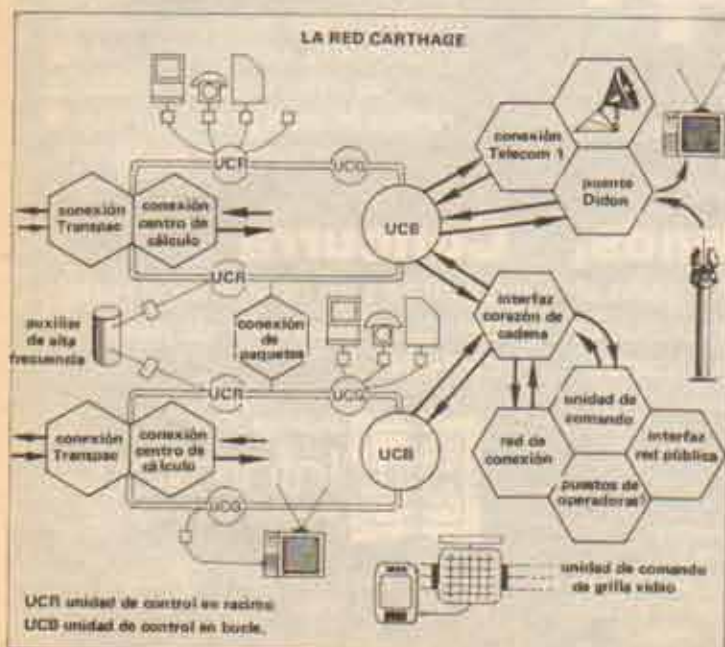 LA RED CARTHAGE
UCR
UCG
conexión
Telecom 1
puente
Didon
conexión
Transpac
conexión
centro de
cálculo
UCB
UCR
auxiliar
de alta
frecuencia
conexión
de
paquetes
interfaz
corazón de
cadena
UCR
UCG
conexión
Transpac
conexión
centro de
cálculo
UCB
unidad de
comando
red de
conexión
interfaz
red pública
puestos de
operadoras
UCG
unidad de comando
de grilla video
UCR unidad de control en racimo.
UCB unidad de control en bucle.